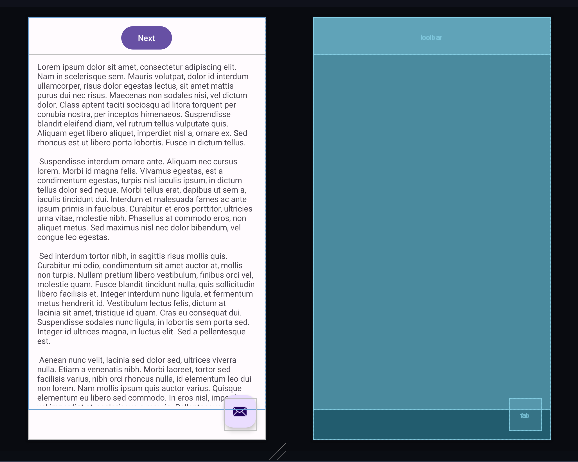 Next
Lorem ipsum dolor sit amet, consectetur adipiscing elit.
Nam in scelerisque sem. Mauris volutpat, dolor id interdum
ullamcorper, risus dolor egestas lectus, sit amet mattis
purus dui nec risus. Maecenas non sodales nisi, vel dictum
dolor. Class aptent taciti sociosqu ad litora torquent per
conubia nostra, per inceptos himenaeos. Suspendisse
blandit eleifend diam, vel rutrum tellus vulputate quis.
Aliquam eget libero aliquet, imperdiet nisl a, ornare ex. Sed
rhoncus est ut libero porta lobortis. Fusce in dictum tellus.
Suspendisse interdum ornare ante. Aliquam nec cursus
lorem. Morbi id magna felis. Vivamus egestas, est a
condimentum egestas, turpis nisl iaculis ipsum, in dictum
tellus dolor sed neque. Morbi tellus erat, dapibus ut sem a,
iaculis tincidunt dui. Interdum et malesuada fames ac ante
ipsum primis in faucibus. Curabitur et eros porttitor, ultricies
urna vitae, molestie nibh. Phasellus at commodo eros, non
aliquet metus. Sed maximus nisl nec dolor bibendum, vel
congue leo egestas.
Sed interdum tortor nibh, in sagittis risus mollis quis.
Curabitur mi odio, condimentum sit amet auctor at, mollis
non turpis. Nullam pretium libero vestibulum, finibus orci vel,
molestie quam. Fusce blandit tincidunt nulla, quis sollicitudin
libero facilisis et. Integer interdum nunc ligula, et fermentum
metus hendrerit id. Vestibulum lectus felis, dictum at
lacinia sit amet, tristique id quam. Cras eu consequat dui.
Suspendisse sodales nunc ligula, in lobortis sem porta sed.
Integer id ultrices magna, in luctus elit. Sed a pellentesque
est.
Aenean nunc velit, lacinia sed dolor sed, ultrices viverra
nulla. Etiam a venenatis nibh. Morbi laoreet, tortor sed
facilisis varius, nibh orci rhoncus nulla, id elementum leo dui
non lorem. Nam mollis ipsum quis auctor varius. Quisque
elementum eu libero sed commodo. In eros nisl,
toolbar
fab